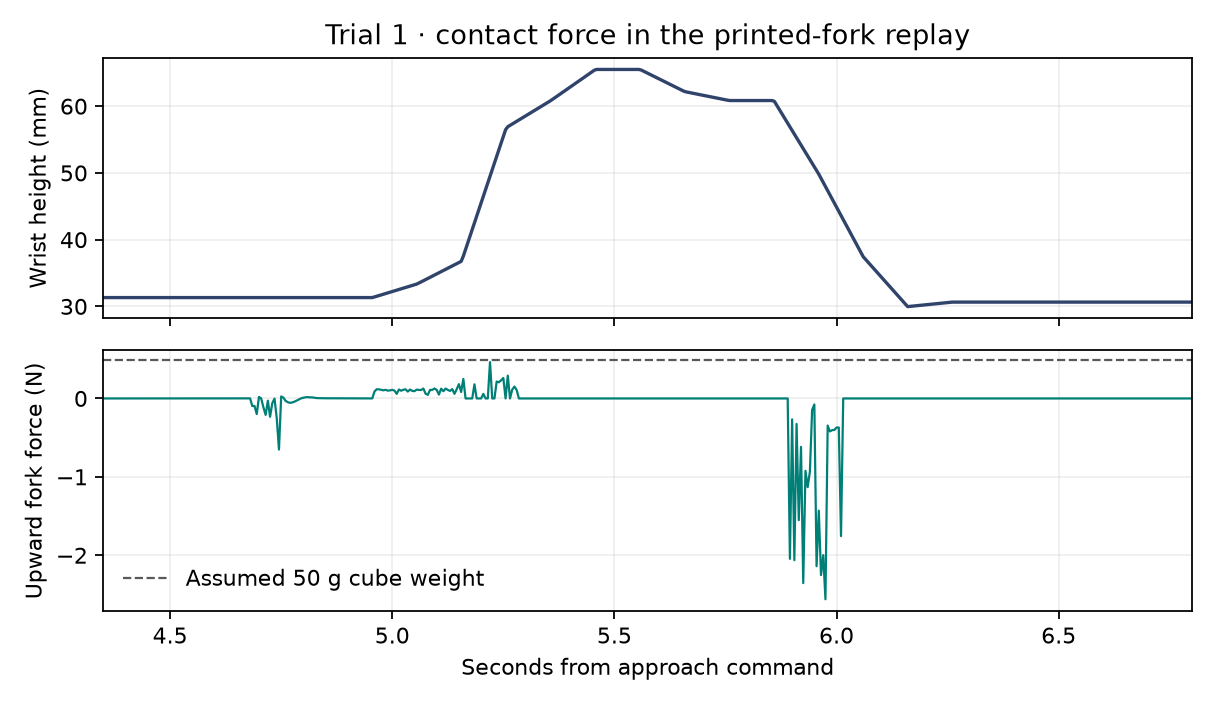 Trial 1 · contact force in the printed-fork replay
Wrist height (mm)
60
50
40
30
Upward fork force (N)
0
−1
−2
Assumed 50 g cube weight
4.5 5.0 5.5 6.0 6.5
Seconds from approach command